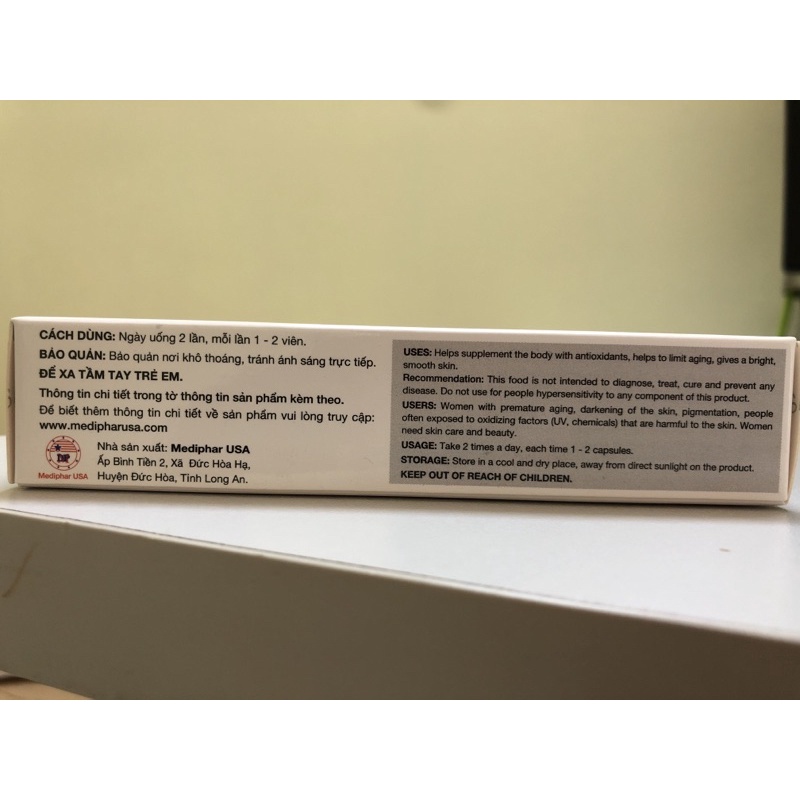 CÁCH DÙNG: Ngày uống 2 lần, mỗi lần 1 - 2 viên.
BẢO QUẢN: Bảo quản nơi khô thoáng, tránh ánh sáng trực tiếp.
ĐỂ XA TẦM TAY TRẺ EM.
Thông tin chi tiết trong tờ thông tin sản phẩm kèm theo.
Để biết thêm thông tin chi tiết về sản phẩm vui lòng truy cập:
www.medipharusa.com
Nhà sản xuất: Mediphar USA
Ấp Bình Tiền 2, Xã Đức Hòa Hạ,
Huyện Đức Hòa, Tỉnh Long An.
DP
Mediphar USA
USES: Helps supplement the body with antioxidants, helps to limit aging, gives a bright,
smooth skin.
Recommendation: This food is not intended to diagnose, treat, cure and prevent any
disease. Do not use for people hypersensitivity to any component of this product.
USERS: Women with premature aging, darkening of the skin, pigmentation, people
often exposed to oxidizing factors (UV, chemicals) that are harmful to the skin. Women
need skin care and beauty.
USAGE: Take 2 times a day, each time 1 - 2 capsules.
STORAGE: Store in a cool and dry place, away from direct sunlight on the product.
KEEP OUT OF REACH OF CHILDREN.